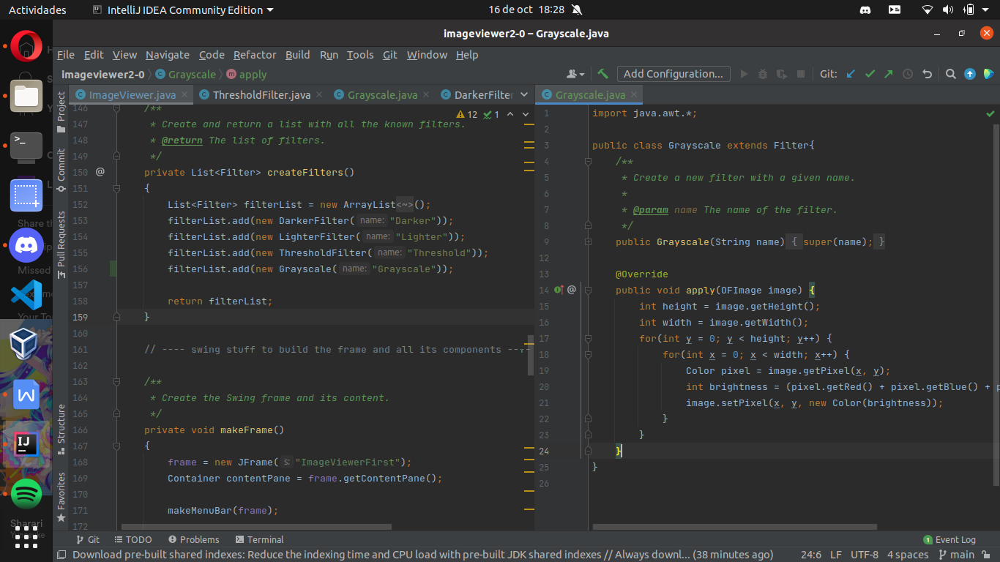 Actividades IntelliJ IDEA Community Edition 16 de oct 18:28
imageviewer2-0 – Grayscale.java
File Edit View Navigate Code Refactor Build Run Tools Git Window Help
imageviewer2-0 Grayscale apply Add Configuration... Git:
ImageViewer.java ThresholdFilter.java Grayscale.java DarkerFilter
Grayscale.java
Project
Commit
Pull Requests
Structure
Favorites
12 1
146 /**
147 * Create and return a list with all the known filters.
148 * @return The list of filters.
149 */
150 @ private List<Filter> createFilters()
151 {
152 List<Filter> filterList = new ArrayList<~>();
153 filterList.add(new DarkerFilter( name: "Darker"));
154 filterList.add(new LighterFilter( name: "Lighter"));
155 filterList.add(new ThresholdFilter( name: "Threshold"));
156 filterList.add(new Grayscale( name: "Grayscale"));
157
158 return filterList;
159 }
160
161 // ---- swing stuff to build the frame and all its components ----
162
163 /**
164 * Create the Swing frame and its content.
165 */
166 private void makeFrame()
167 {
168 frame = new JFrame( s: "ImageViewerFirst");
169 Container contentPane = frame.getContentPane();
170
171 makeMenuBar(frame);
172
1 import java.awt.*;
2
3 public class Grayscale extends Filter{
4 /**
5 * Create a new filter with a given name.
6 *
7 * @param name The name of the filter.
8 */
9 public Grayscale(String name) { super(name); }
12
13 @Override
14 @ public void apply(OFImage image) {
15 int height = image.getHeight();
16 int width = image.getWidth();
17 for(int y = 0; y < height; y++) {
18 for(int x = 0; x < width; x++) {
19 Color pixel = image.getPixel(x, y);
20 int brightness = (pixel.getRed() + pixel.getBlue() + p
21 image.setPixel(x, y, new Color(brightness));
22 }
23 }
24 }
25 }
26
Share th
Missed
Your To
Sharari
Git TODO Problems Terminal 1 Event Log
Download pre-built shared indexes: Reduce the indexing time and CPU load with pre-built JDK shared indexes // Always downl... (38 minutes ago) 24:6 LF UTF-8 4 spaces main